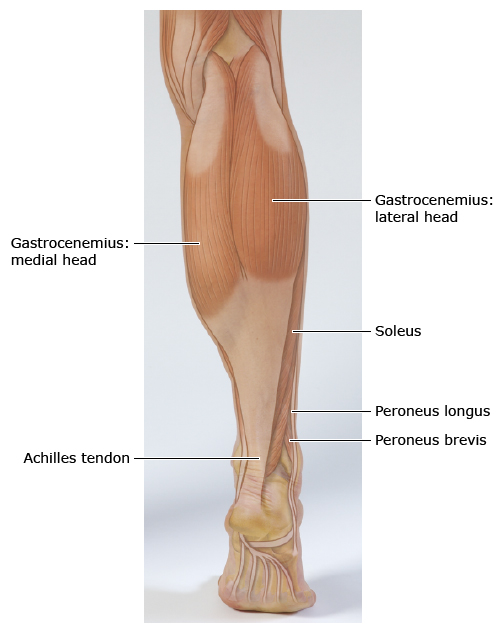 Gastrocenemius:
lateral head
Gastrocenemius:
medial head
Soleus
Peroneus longus
Peroneus brevis
Achilles tendon